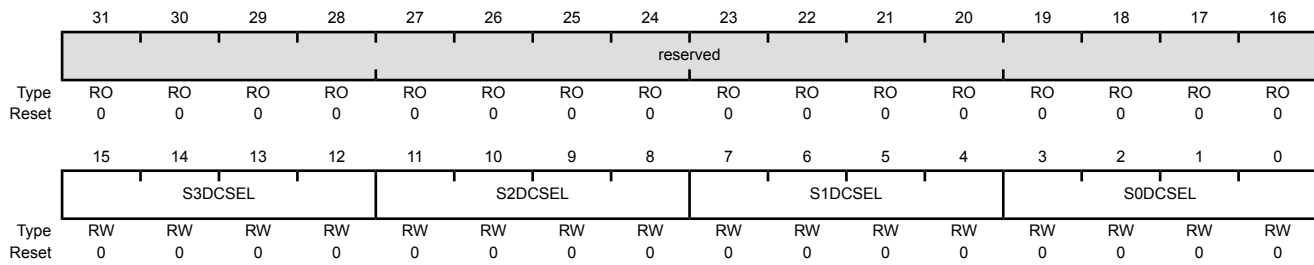 31 30 29 28 27 26 25 24 23 22 21 20 19 18 17 16
reserved
Type RO RO RO RO RO RO RO RO RO RO RO RO RO RO RO RO
Reset 0 0 0 0 0 0 0 0 0 0 0 0 0 0 0 0
15 14 13 12 11 10 9 8 7 6 5 4 3 2 1 0
S3DCSEL S2DCSEL S1DCSEL S0DCSEL
Type RW RW RW RW RW RW RW RW RW RW RW RW RW RW RW RW
Reset 0 0 0 0 0 0 0 0 0 0 0 0 0 0 0 0